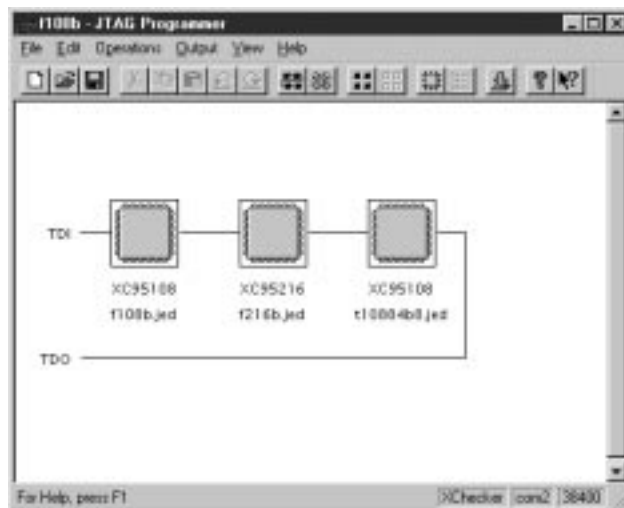 f108b - JTAG Programmer
File Edit Operations Output View Help
TDI
XC95108 XC95216 XC95108
f108b.jed f216b.jed t10804b8.jed
TDO
For Help, press F1 XChecker com2 38400